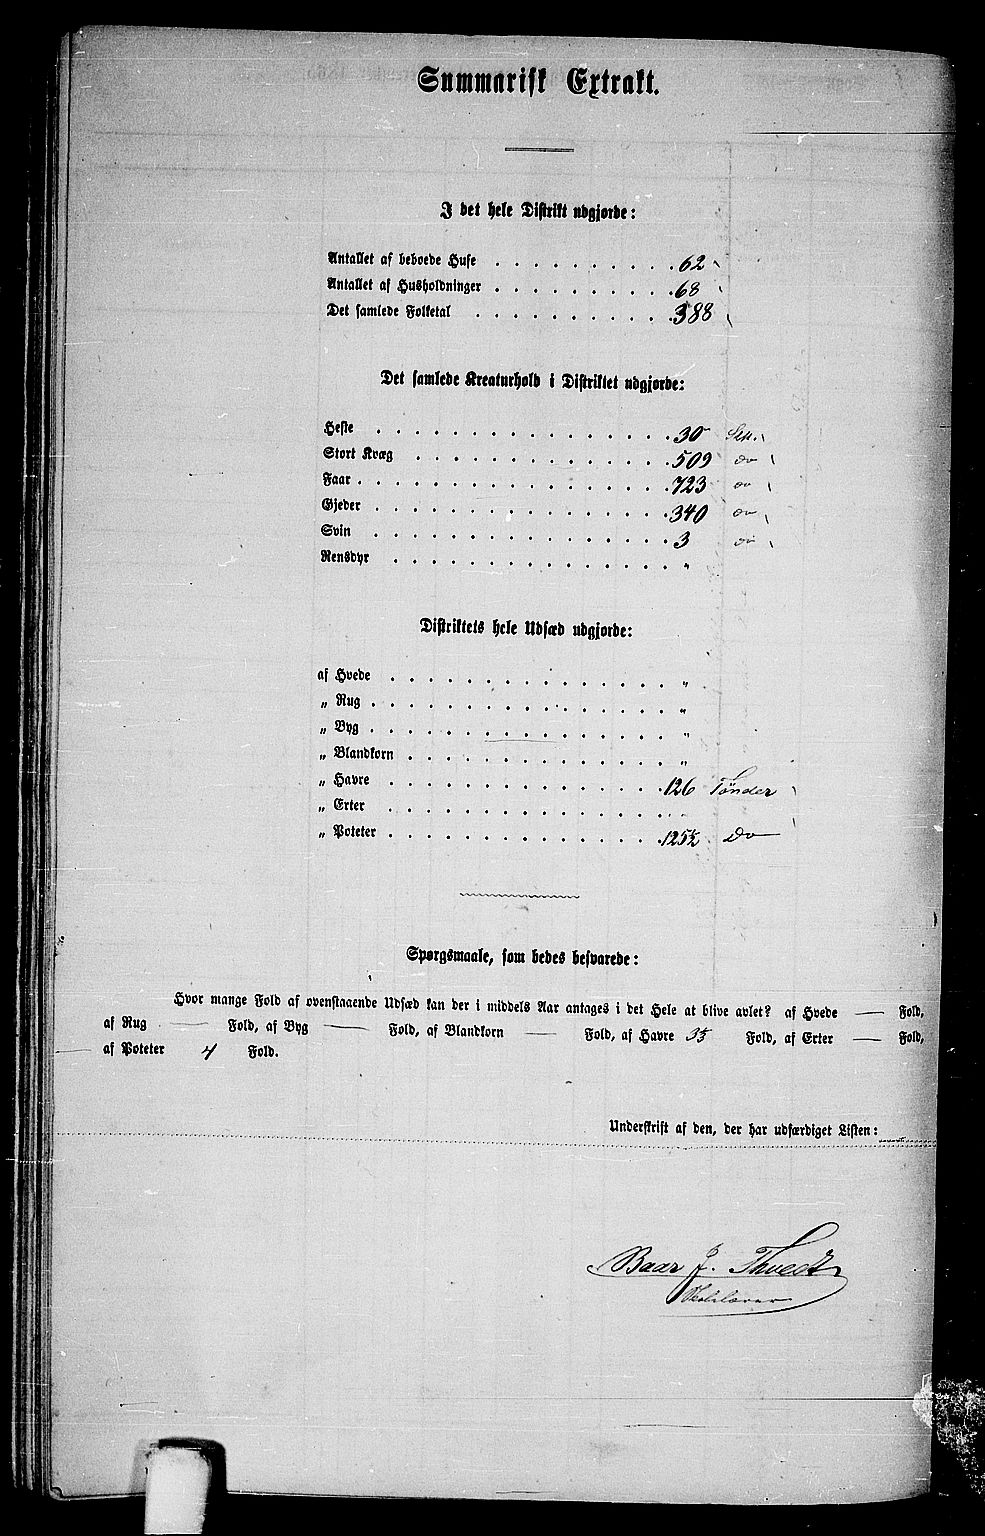 Summarisk Extrakt.
I det hele Distrikt udgjorde:
Antallet af beboede Huse . . . . . . . . . . 62
Antallet af Husholdninger . . . . . . . . . . 68
Det samlede Folketal . . . . . . . . . . . 388
Det samlede Kreaturhold i Distriktet udgjorde:
Heste . . . . . . . . . . . . . . . . 30 Stk.
Stort Kvæg . . . . . . . . . . . . . . 509 do
Faar . . . . . . . . . . . . . . . . . 723 do
Gjeder . . . . . . . . . . . . . . . . 340 do
Svin . . . . . . . . . . . . . . . . 3 do
Rensdyr . . . . . . . . . . . . . . . "
Distriktets hele Udsæd udgjorde:
af Hvede . . . . . . . . . . . . . . . "
„ Rug . . . . . . . . . . . . . . . . "
„ Byg . . . . . . . . . . . . . . . . "
„ Blandkorn . . . . . . . . . . . . . . "
„ Havre . . . . . . . . . . . . . . . 126 Tønder
„ Erter . . . . . . . . . . . . . . . "
„ Poteter . . . . . . . . . . . . . . . 125½ Do
Spørgsmaale, som bedes besvarede:
Hvor mange Fold af ovenstaaende Udsæd kan der i middels Aar antages i det Hele at blive avlet? af Hvede — Fold,
af Rug — Fold, af Byg — Fold, af Blandkorn — Fold, af Havre 3½ Fold, af Erter — Fold,
af Poteter 4 Fold.
Underskrift af den, der har udfærdiget Listen:
Baar J. Thveit